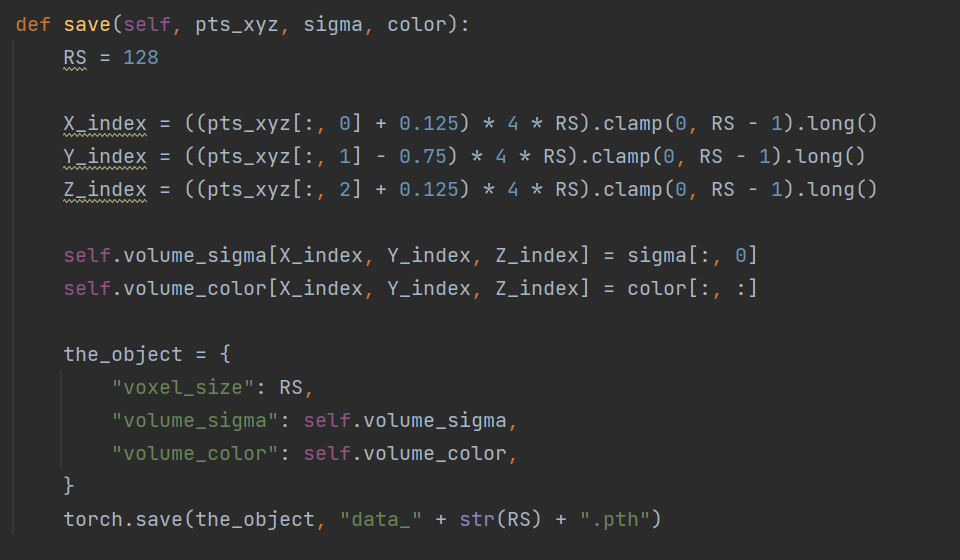 def save(self, pts_xyz, sigma, color):
    RS = 128

    X_index = ((pts_xyz[:, 0] + 0.125) * 4 * RS).clamp(0, RS - 1).long()
    Y_index = ((pts_xyz[:, 1] - 0.75) * 4 * RS).clamp(0, RS - 1).long()
    Z_index = ((pts_xyz[:, 2] + 0.125) * 4 * RS).clamp(0, RS - 1).long()

    self.volume_sigma[X_index, Y_index, Z_index] = sigma[:, 0]
    self.volume_color[X_index, Y_index, Z_index] = color[:, :]

    the_object = {
        "voxel_size": RS,
        "volume_sigma": self.volume_sigma,
        "volume_color": self.volume_color,
    }
    torch.save(the_object, "data_" + str(RS) + ".pth")